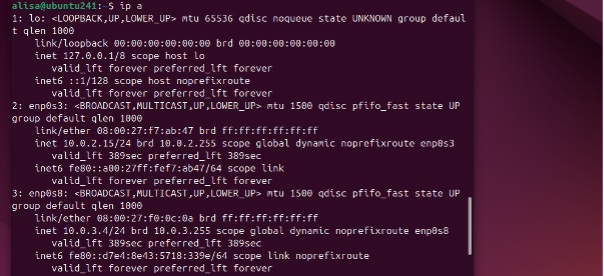 alisa@ubuntu241:~$ ip a
1: lo: <LOOPBACK,UP,LOWER_UP> mtu 65536 qdisc noqueue state UNKNOWN group defaul
t qlen 1000
    link/loopback 00:00:00:00:00:00 brd 00:00:00:00:00:00
    inet 127.0.0.1/8 scope host lo
       valid_lft forever preferred_lft forever
    inet6 ::1/128 scope host noprefixroute
       valid_lft forever preferred_lft forever
2: enp0s3: <BROADCAST,MULTICAST,UP,LOWER_UP> mtu 1500 qdisc pfifo_fast state UP
group default qlen 1000
    link/ether 08:00:27:f7:ab:47 brd ff:ff:ff:ff:ff:ff
    inet 10.0.2.15/24 brd 10.0.2.255 scope global dynamic noprefixroute enp0s3
       valid_lft 389sec preferred_lft 389sec
    inet6 fe80::a00:27ff:fef7:ab47/64 scope link
       valid_lft forever preferred_lft forever
3: enp0s8: <BROADCAST,MULTICAST,UP,LOWER_UP> mtu 1500 qdisc pfifo_fast state UP
group default qlen 1000
    link/ether 08:00:27:f0:0c:0a brd ff:ff:ff:ff:ff:ff
    inet 10.0.3.4/24 brd 10.0.3.255 scope global dynamic noprefixroute enp0s8
       valid_lft 389sec preferred_lft 389sec
    inet6 fe80::d7e4:8e43:5718:339e/64 scope link noprefixroute
       valid_lft forever preferred_lft forever